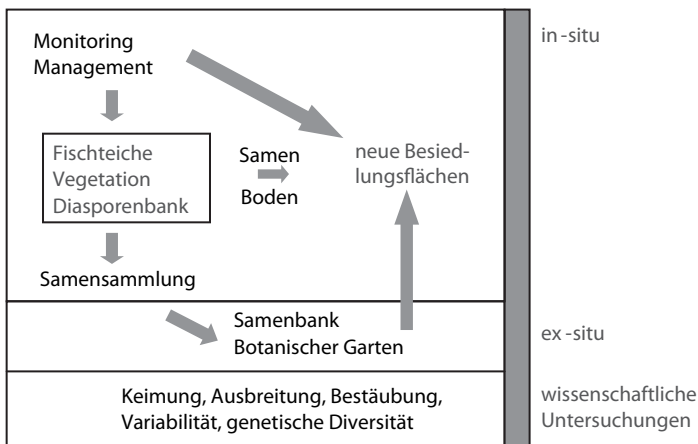 Monitoring
Management
in-situ
Fischteiche
Vegetation
Diasporenbank
Samen
Boden
neue Besied-
lungsflächen
Samensammlung
Samenbank
Botanischer Garten
ex-situ
Keimung, Ausbreitung, Bestäubung,
Variabilität, genetische Diversität
wissenschaftliche
Untersuchungen